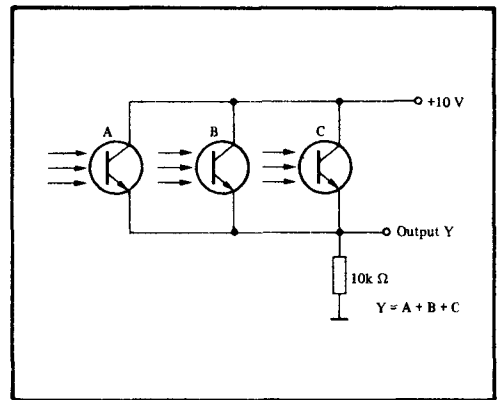 +10 V
A
B
C
Output Y
10k Ω
Y = A + B + C